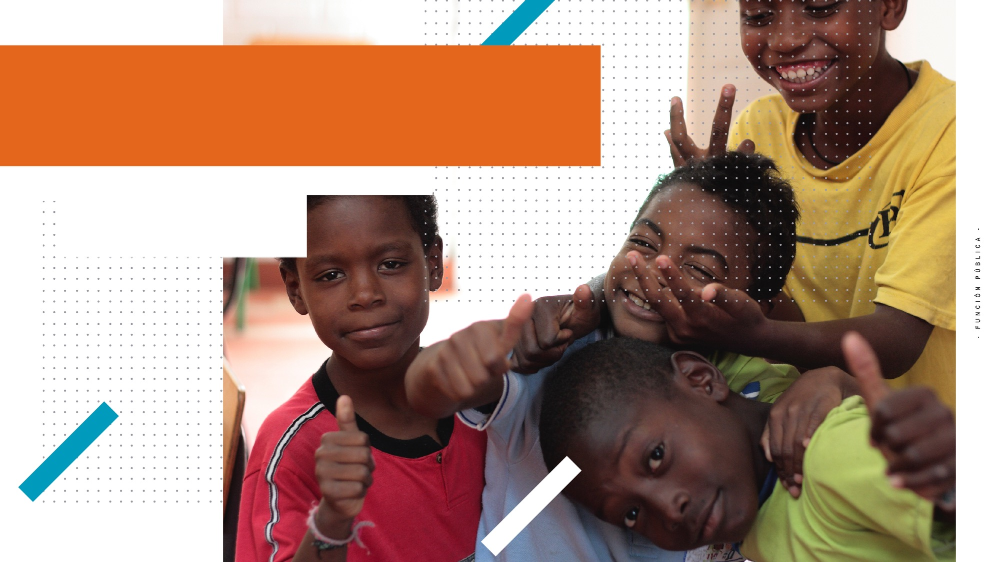 - FUNCIÓN PÚBLICA -